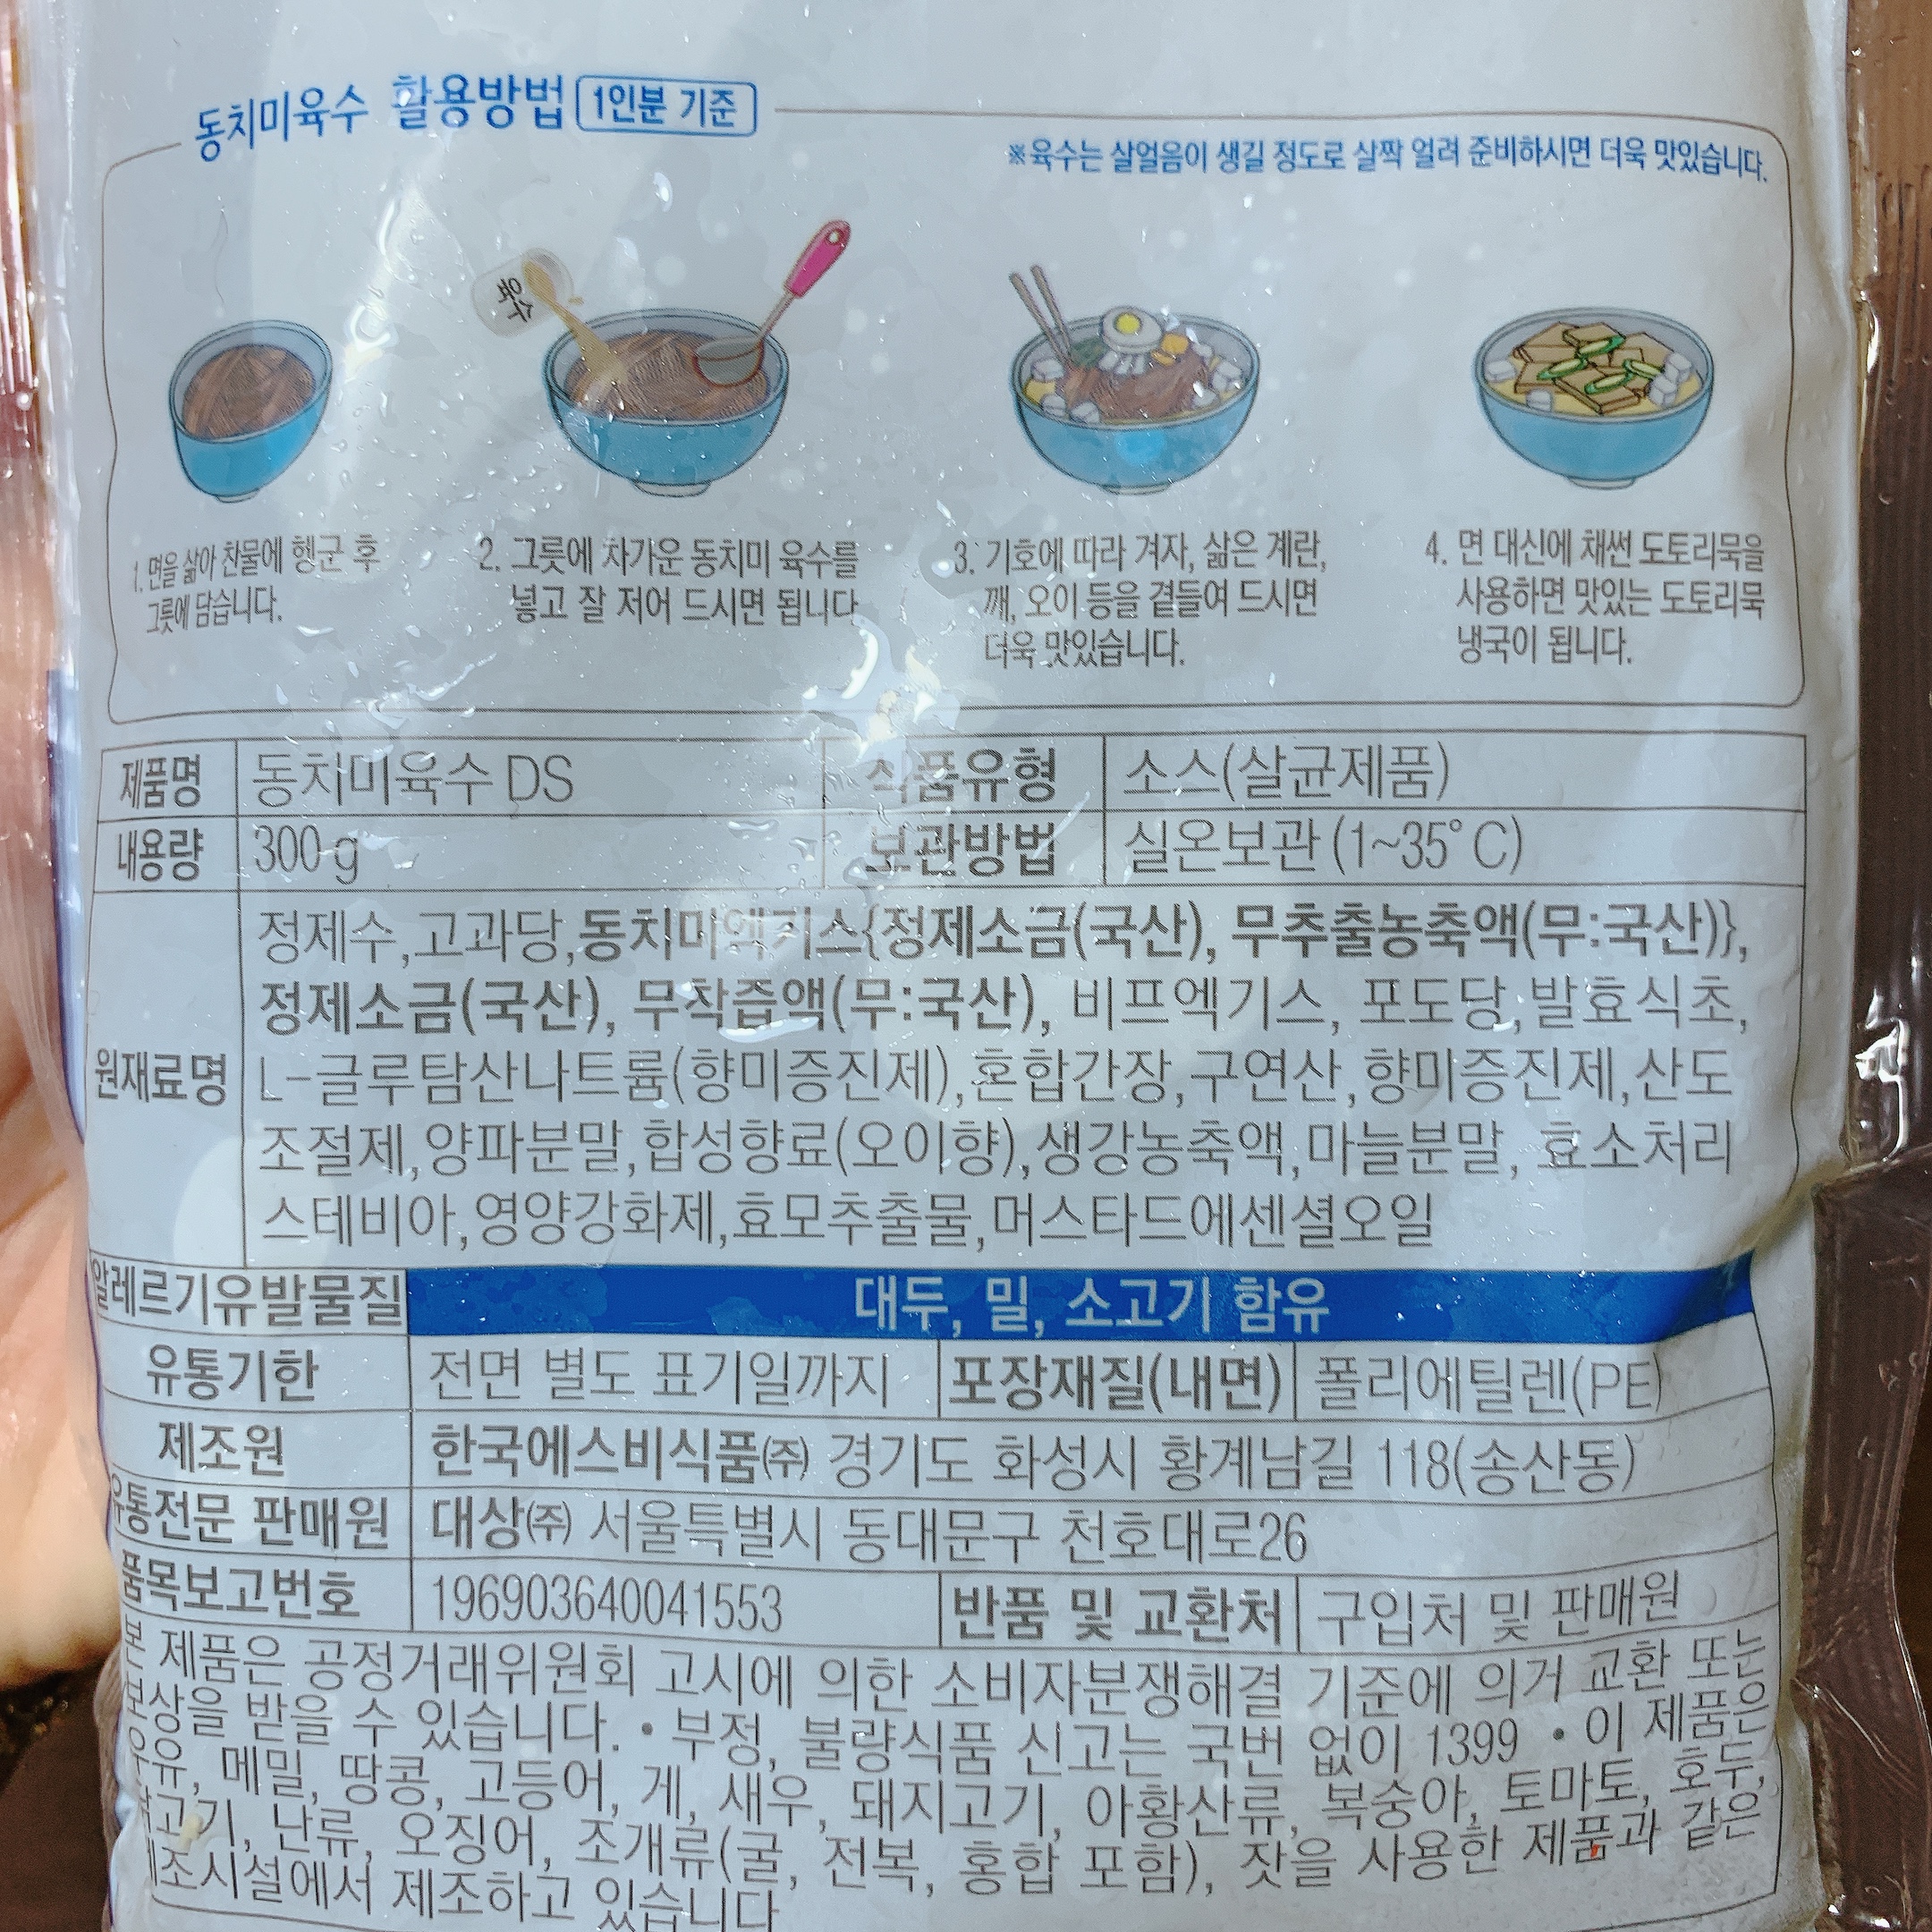 동치미육수 활용방법 1인분 기준
※육수는 살얼음이 생길 정도로 살짝 얼려 준비하시면 더욱 맛있습니다.
육수
1. 면을 삶아 찬물에 헹군 후
그릇에 담습니다.
2. 그릇에 차가운 동치미 육수를
넣고 잘 저어 드시면 됩니다
3. 기호에 따라 겨자, 삶은 계란,
깨, 오이 등을 곁들여 드시면
더욱 맛있습니다.
4. 면 대신에 채썬 도토리묵을
사용하면 맛있는 도토리묵
냉국이 됩니다.
제품명 동치미육수 DS 식품유형 소스(살균제품)
내용량 300 g 보관방법 실온보관 (1~35°C)
원재료명
정제수,고과당,동치미엑기스{정제소금(국산), 무추출농축액(무:국산)},
정제소금(국산), 무착즙액(무:국산), 비프엑기스, 포도당,발효식초,
L-글루탐산나트륨(향미증진제),혼합간장,구연산,향미증진제,산도
조절제,양파분말,합성향료(오이향),생강농축액,마늘분말, 효소처리
스테비아,영양강화제,효모추출물,머스타드에센셜오일
알레르기유발물질 대두, 밀, 소고기 함유
유통기한 전면 별도 표기일까지 포장재질(내면) 폴리에틸렌(PE)
제조원 한국에스비식품㈜ 경기도 화성시 황계남길 118(송산동)
유통전문 판매원 대상㈜ 서울특별시 동대문구 천호대로26
품목보고번호 196903640041553 반품 및 교환처 구입처 및 판매원
본 제품은 공정거래위원회 고시에 의한 소비자분쟁해결 기준에 의거 교환 또는
보상을 받을 수 있습니다. • 부정, 불량식품 신고는 국번 없이 1399 • 이 제품은
우유, 메밀, 땅콩, 고등어, 게, 새우, 돼지고기, 아황산류, 복숭아, 토마토, 호두,
닭고기, 난류, 오징어, 조개류(굴, 전복, 홍합 포함), 잣을 사용한 제품과 같은
제조시설에서 제조하고 있습니다